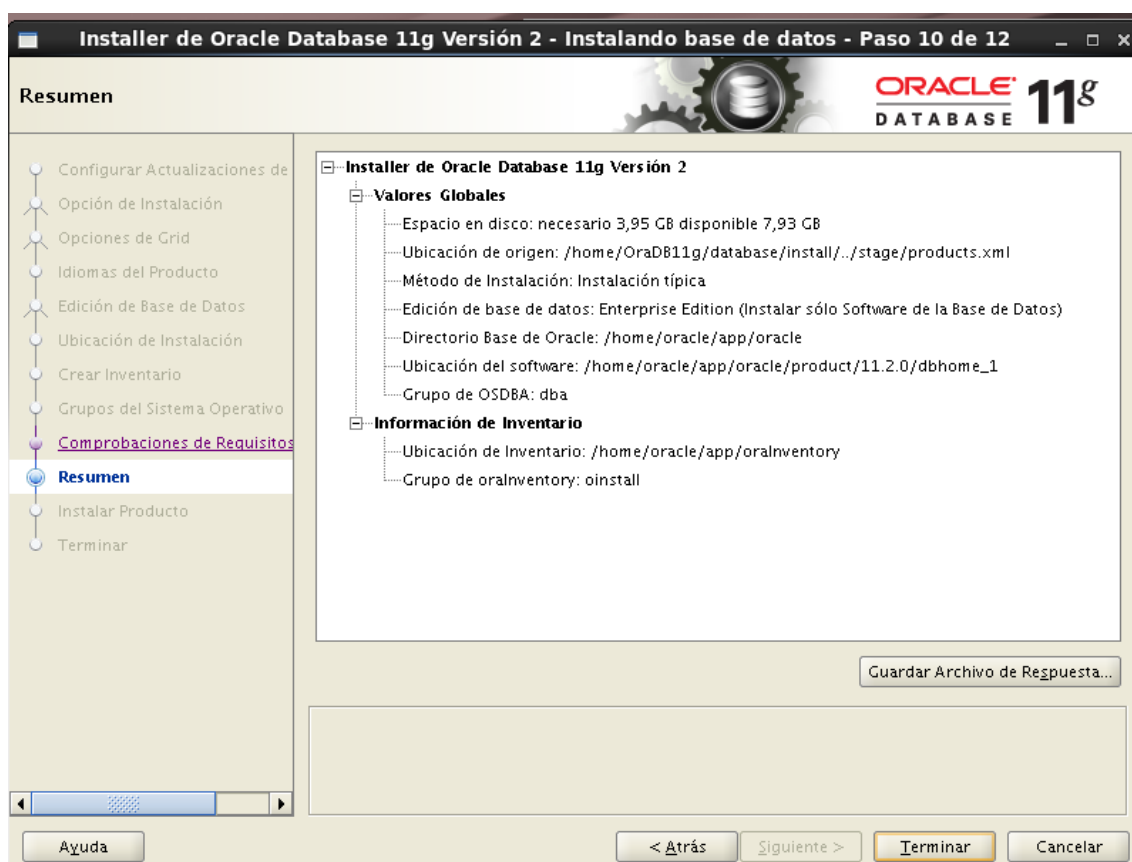 Installer de Oracle Database 11g Versión 2 - Instalando base de datos - Paso 10 de 12
Resumen
ORACLE 11g
DATABASE
Configurar Actualizaciones de
Opción de Instalación
Opciones de Grid
Idiomas del Producto
Edición de Base de Datos
Ubicación de Instalación
Crear Inventario
Grupos del Sistema Operativo
Comprobaciones de Requisitos
Resumen
Instalar Producto
Terminar
Installer de Oracle Database 11g Versión 2
Valores Globales
Espacio en disco: necesario 3,95 GB disponible 7,93 GB
Ubicación de origen: /home/OraDB11g/database/install/../stage/products.xml
Método de Instalación: Instalación típica
Edición de base de datos: Enterprise Edition (Instalar sólo Software de la Base de Datos)
Directorio Base de Oracle: /home/oracle/app/oracle
Ubicación del software: /home/oracle/app/oracle/product/11.2.0/dbhome_1
Grupo de OSDBA: dba
Información de Inventario
Ubicación de Inventario: /home/oracle/app/oraInventory
Grupo de oraInventory: oinstall
Guardar Archivo de Respuesta...
Ayuda
< Atrás
Siguiente >
Terminar
Cancelar